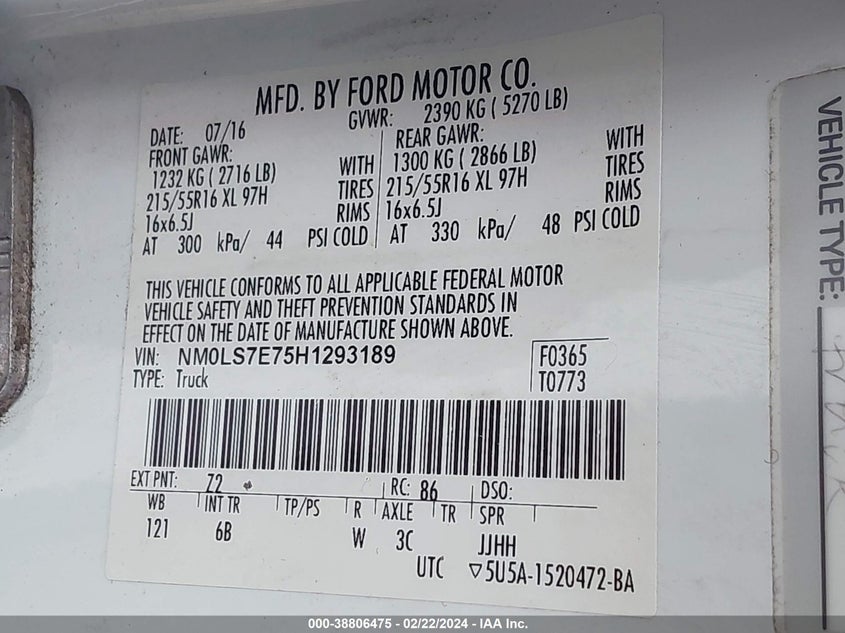 MFD. BY FORD MOTOR CO.
DATE: 07/16 GVWR: 2390 KG ( 5270 LB)
FRONT GAWR: REAR GAWR:
1232 KG ( 2716 LB) WITH 1300 KG ( 2866 LB) WITH
215/55R16 XL 97H TIRES 215/55R16 XL 97H TIRES
16x6.5J RIMS 16x6.5J RIMS
AT 300 kPa/ 44 PSI COLD AT 330 kPa/ 48 PSI COLD
THIS VEHICLE CONFORMS TO ALL APPLICABLE FEDERAL MOTOR
VEHICLE SAFETY AND THEFT PREVENTION STANDARDS IN
EFFECT ON THE DATE OF MANUFACTURE SHOWN ABOVE.
VIN: NM0LS7E75H1293189 F0365
TYPE: Truck T0773
EXT PNT: Z2 RC: 86 DSO:
WB INT TR TP/PS R AXLE TR SPR
121 6B W 3C JJHH
UTC ▽5U5A-1520472-BA
VEHICLE TYPE:
000-38806475 - 02/22/2024 - IAA Inc.